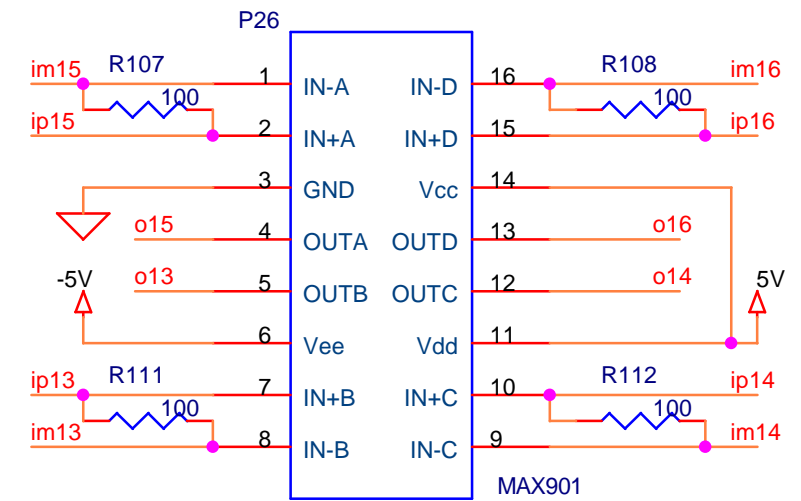 P26
im15 R107 1 IN-A IN-D 16 R108 im16
100 100
ip15 2 IN+A IN+D 15 ip16
3 GND Vcc 14
o15 4 OUTA OUTD 13 o16
-5V o13 5 OUTB OUTC 12 o14 5V
6 Vee Vdd 11
ip13 R111 7 IN+B IN+C 10 R112 ip14
100 100
im13 8 IN-B IN-C 9 im14
MAX901